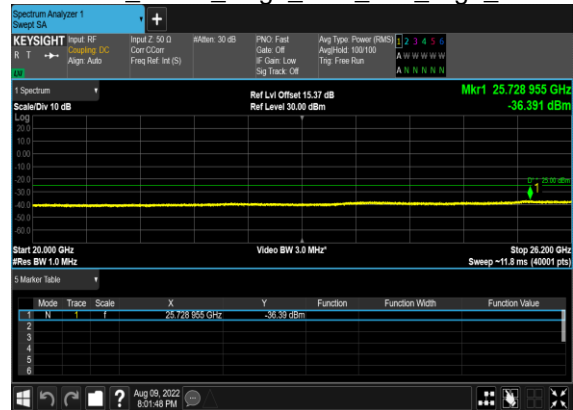 Spectrum Analyzer 1
Swept SA
+
KEYSIGHT Input: RF Input Z: 50 Ω #Atten: 30 dB PNO: Fast Avg Type: Power (RMS) 1 2 3 4 5 6
R T Coupling: DC Corr CCorr Gate: Off Avg|Hold: 100/100 A W W W W W
Align: Auto Freq Ref: Int (S) IF Gain: Low Trig: Free Run
Sig Track: Off A N N N N N
1 Spectrum Ref Lvl Offset 15.37 dB Mkr1 25.728 955 GHz
Scale/Div 10 dB Ref Level 30.00 dBm -36.391 dBm
Log
20.0
10.0
0.00
-10.0
-20.0
-30.0
-40.0
-50.0
-60.0
25.00 dBm
1
Start 20.000 GHz Video BW 3.0 MHz* Stop 26.200 GHz
#Res BW 1.0 MHz Sweep ~11.8 ms (40001 pts)
5 Marker Table
Mode Trace Scale X Y Function Function Width Function Value
1 N 1 f 25.728 955 GHz -36.39 dBm
2
3
4
5
6
? Aug 09, 2022
8:01:48 PM